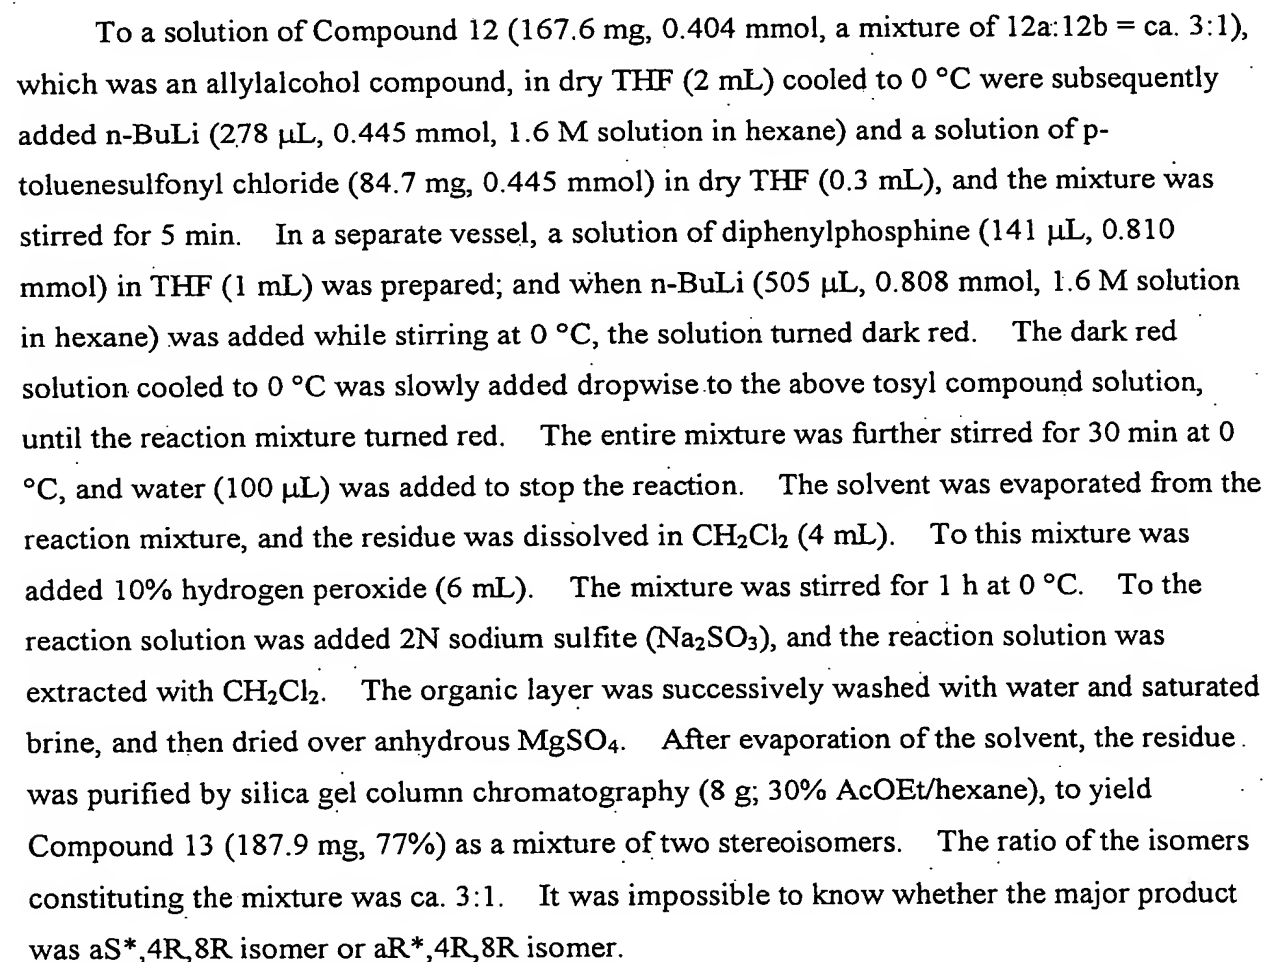 To a solution of Compound 12 (167.6 mg, 0.404 mmol, a mixture of 12a:12b = ca. 3:1),
which was an allylalcohol compound, in dry THF (2 mL) cooled to 0 °C were subsequently
added n-BuLi (278 μL, 0.445 mmol, 1.6 M solution in hexane) and a solution of p-
toluenesulfonyl chloride (84.7 mg, 0.445 mmol) in dry THF (0.3 mL), and the mixture was
stirred for 5 min. In a separate vessel, a solution of diphenylphosphine (141 μL, 0.810
mmol) in THF (1 mL) was prepared; and when n-BuLi (505 μL, 0.808 mmol, 1.6 M solution
in hexane) was added while stirring at 0 °C, the solution turned dark red. The dark red
solution cooled to 0 °C was slowly added dropwise to the above tosyl compound solution,
until the reaction mixture turned red. The entire mixture was further stirred for 30 min at 0
°C, and water (100 μL) was added to stop the reaction. The solvent was evaporated from the
reaction mixture, and the residue was dissolved in CH₂Cl₂ (4 mL). To this mixture was
added 10% hydrogen peroxide (6 mL). The mixture was stirred for 1 h at 0 °C. To the
reaction solution was added 2N sodium sulfite (Na₂SO₃), and the reaction solution was
extracted with CH₂Cl₂. The organic layer was successively washed with water and saturated
brine, and then dried over anhydrous MgSO₄. After evaporation of the solvent, the residue
was purified by silica gel column chromatography (8 g; 30% AcOEt/hexane), to yield
Compound 13 (187.9 mg, 77%) as a mixture of two stereoisomers. The ratio of the isomers
constituting the mixture was ca. 3:1. It was impossible to know whether the major product
was aS*,4R,8R isomer or aR*,4R,8R isomer.